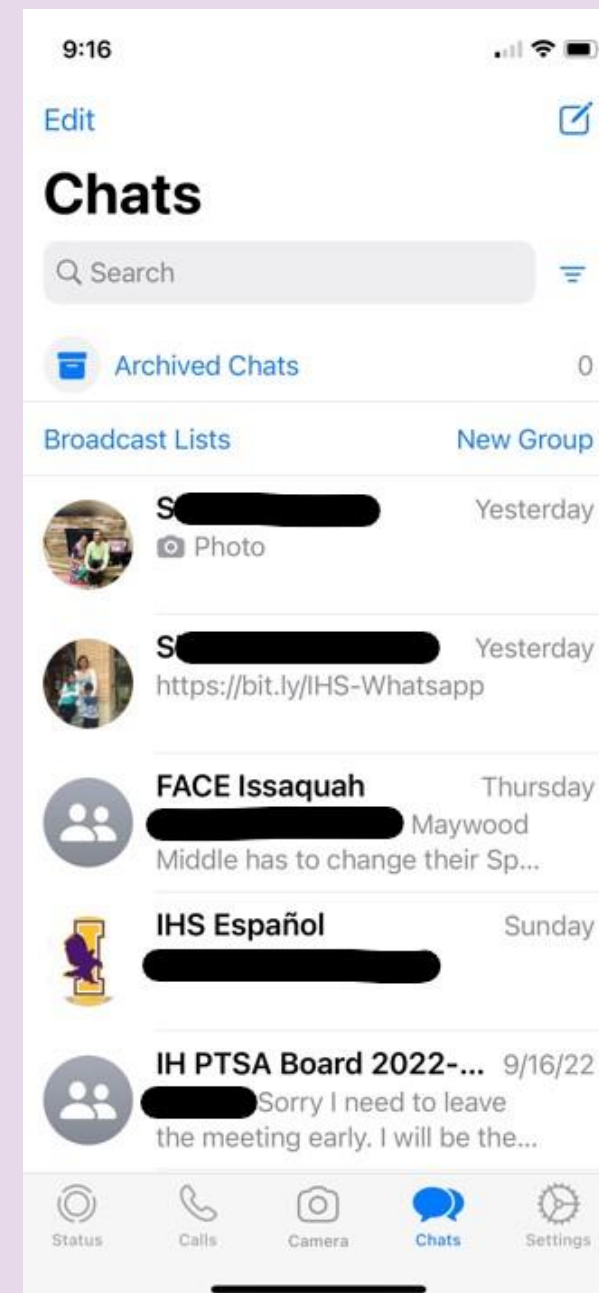 9:16
Edit
Chats
Search
Archived Chats 0
Broadcast Lists New Group
S Yesterday
Photo
S Yesterday
https://bit.ly/IHS-Whatsapp
FACE Issaquah Thursday
Maywood
Middle has to change their Sp...
IHS Español Sunday
I
IH PTSA Board 2022-... 9/16/22
Sorry I need to leave
the meeting early. I will be the...
Status Calls Camera Chats Settings